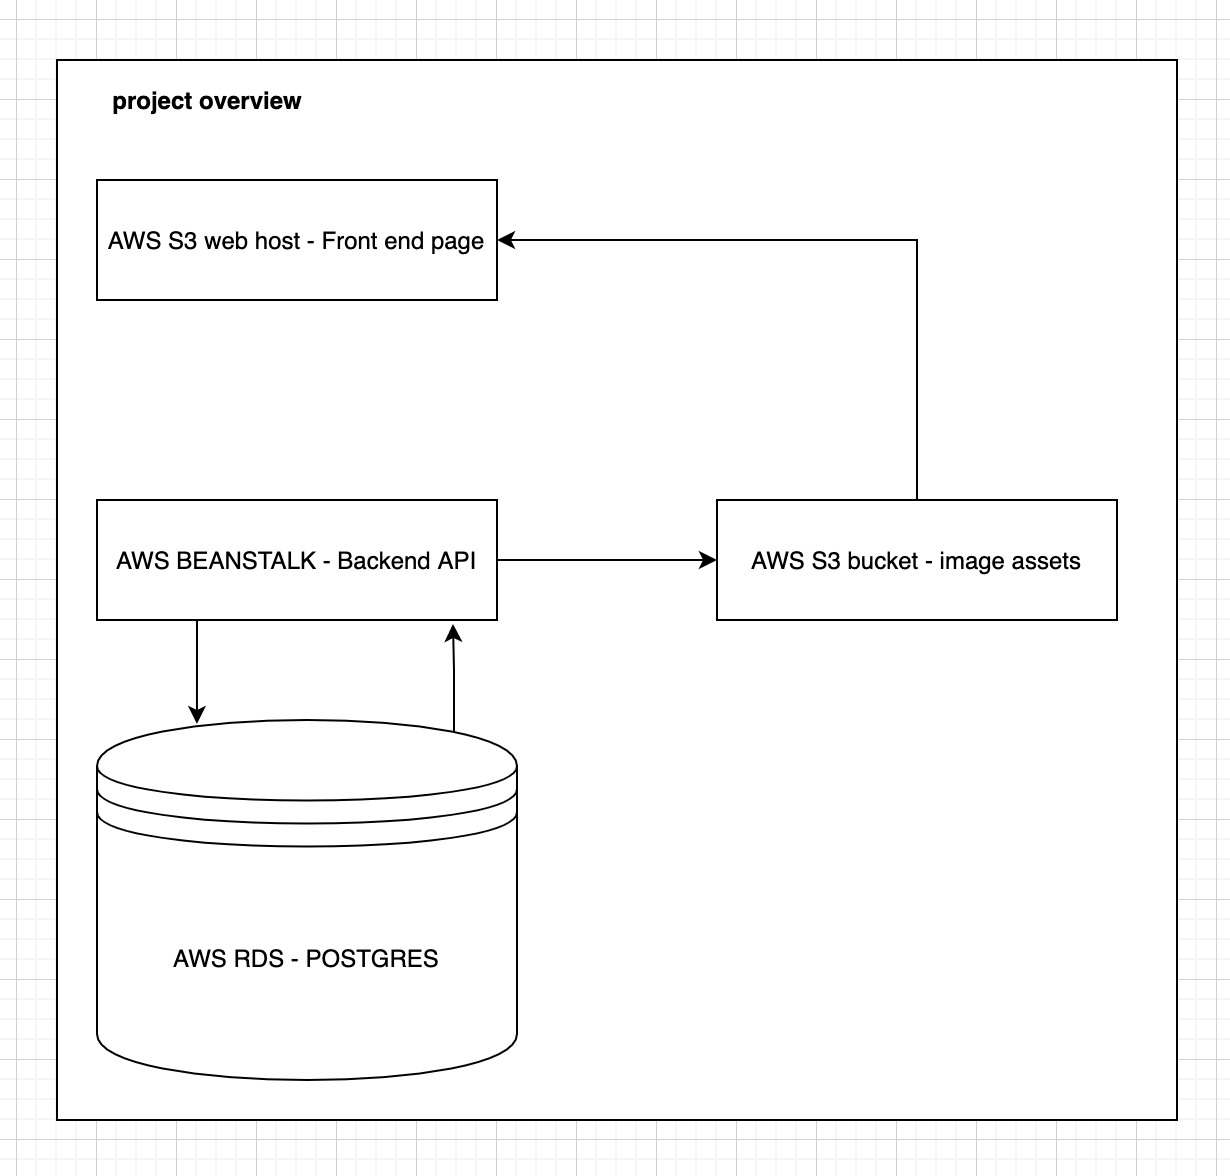 project overview
AWS S3 web host - Front end page
AWS BEANSTALK - Backend API
AWS S3 bucket - image assets
AWS RDS - POSTGRES